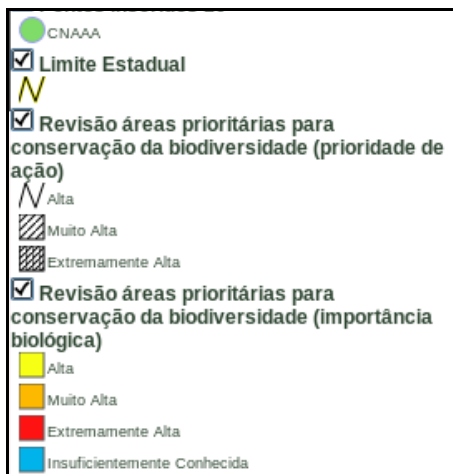 CNAAA
Limite Estadual
Revisão áreas prioritárias para
conservação da biodiversidade (prioridade de
ação)
Alta
Muito Alta
Extremamente Alta
Revisão áreas prioritárias para
conservação da biodiversidade (importância
biológica)
Alta
Muito Alta
Extremamente Alta
Insuficientemente Conhecida